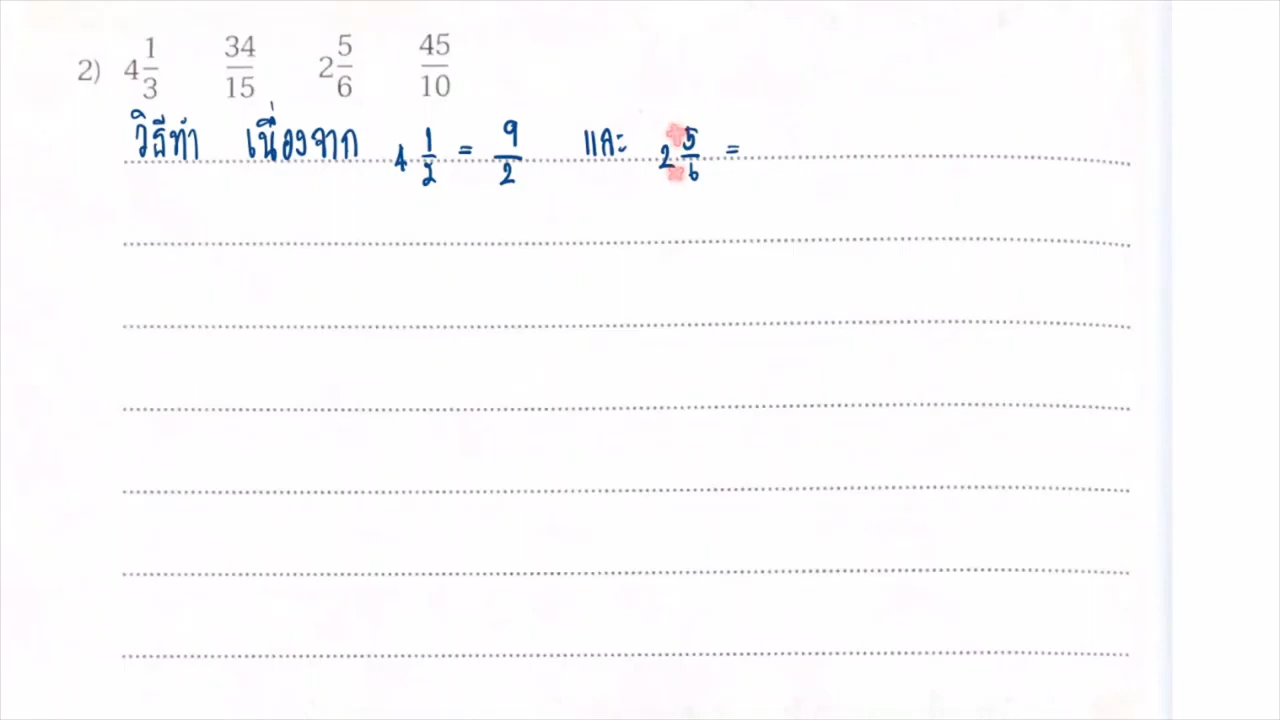 2) 4 1/3 34/15 2 5/6 45/10
วิธีทำ เนื่องจาก 4 1/2 = 9/2 และ 2 5/6 =